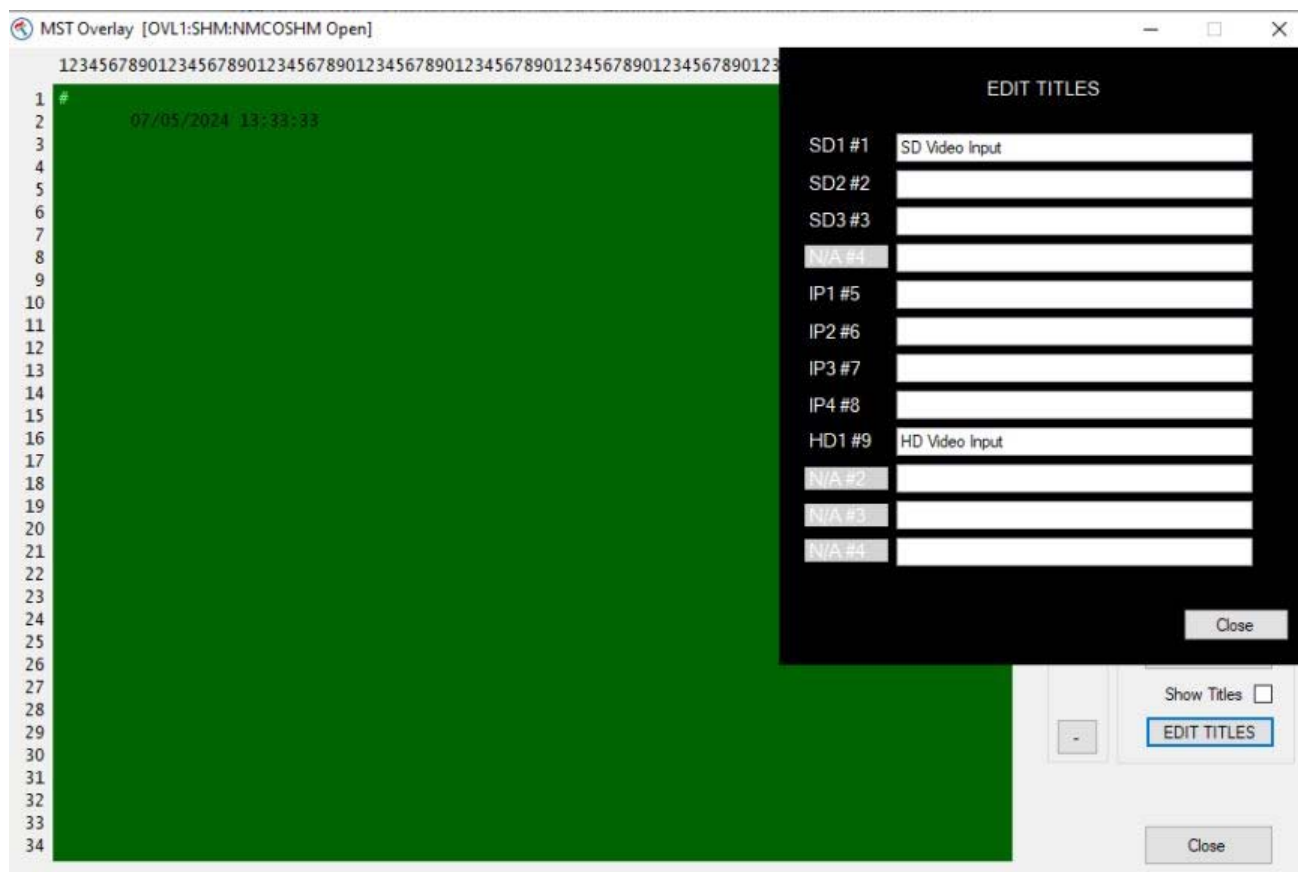 MST Overlay [OVL1:SHM:NMCOSHM Open]
1234567890123456789012345678901234567890123456789012345678901234567890123
1 #
2 07/05/2024 13:33:33
3
4
5
6
7
8
9
10
11
12
13
14
15
16
17
18
19
20
21
22
23
24
25
26
27
28
29
30
31
32
33
34
EDIT TITLES
SD1 #1 SD Video Input
SD2 #2
SD3 #3
N/A #4
IP1 #5
IP2 #6
IP3 #7
IP4 #8
HD1 #9 HD Video Input
N/A #2
N/A #3
N/A #4
Close
Show Titles
- EDIT TITLES
Close